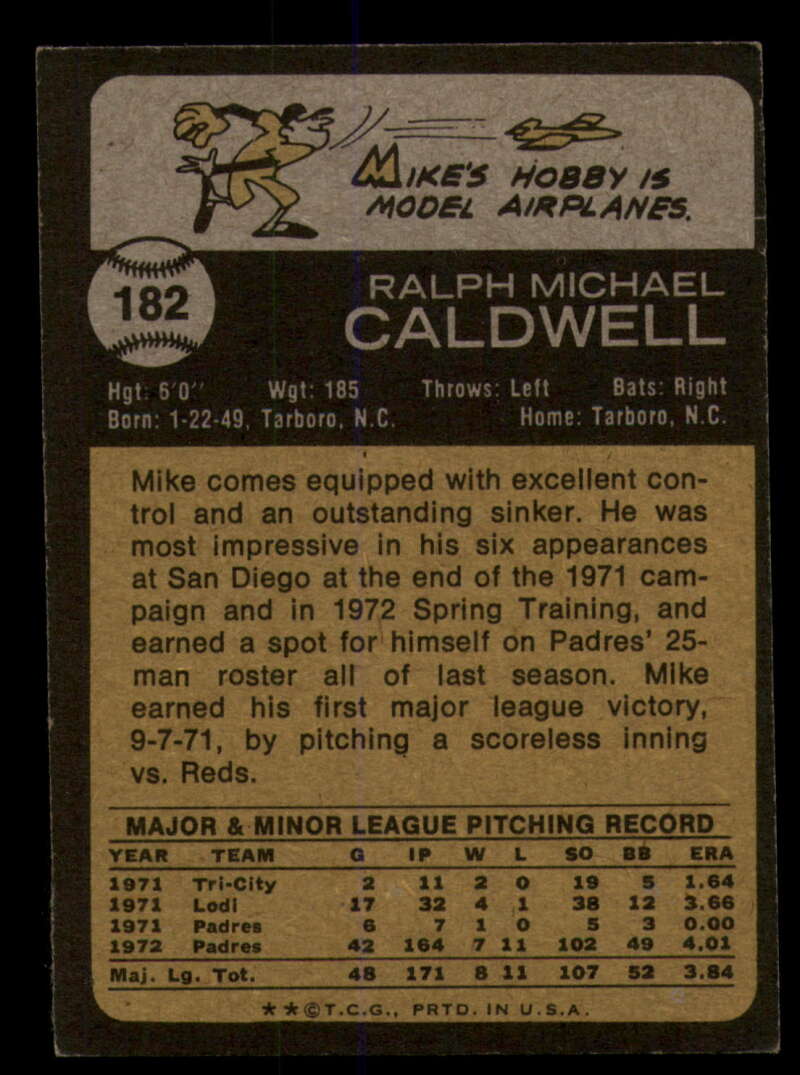 MIKE'S HOBBY IS
MODEL AIRPLANES.
182
RALPH MICHAEL
CALDWELL
Hgt: 6'0" Wgt: 185 Throws: Left Bats: Right
Born: 1-22-49, Tarboro, N.C. Home: Tarboro, N.C.
Mike comes equipped with excellent con-
trol and an outstanding sinker. He was
most impressive in his six appearances
at San Diego at the end of the 1971 cam-
paign and in 1972 Spring Training, and
earned a spot for himself on Padres' 25-
man roster all of last season. Mike
earned his first major league victory,
9-7-71, by pitching a scoreless inning
vs. Reds.
MAJOR & MINOR LEAGUE PITCHING RECORD
YEAR TEAM G IP W L SO BB ERA
1971 Tri-City 2 11 2 0 19 5 1.64
1971 Lodi 17 32 4 1 38 12 3.66
1971 Padres 6 7 1 0 5 3 0.00
1972 Padres 42 164 7 11 102 49 4.01
Maj. Lg. Tot. 48 171 8 11 107 52 3.84
★★©T.C.G., PRTD. IN U.S.A.